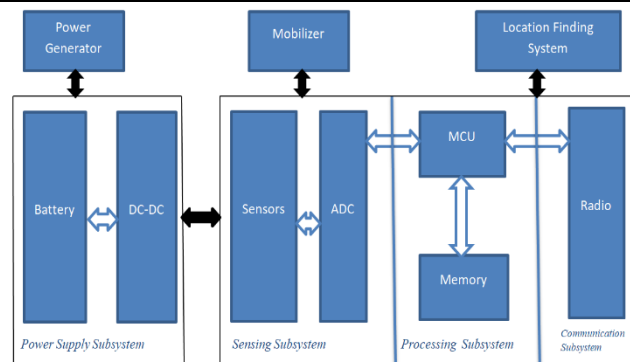 Power
Generator
Mobilizer
Location Finding
System
Battery
DC-DC
Sensors
ADC
MCU
Memory
Radio
Power Supply Subsystem
Sensing Subsystem
Processing Subsystem
Communication
Subsystem